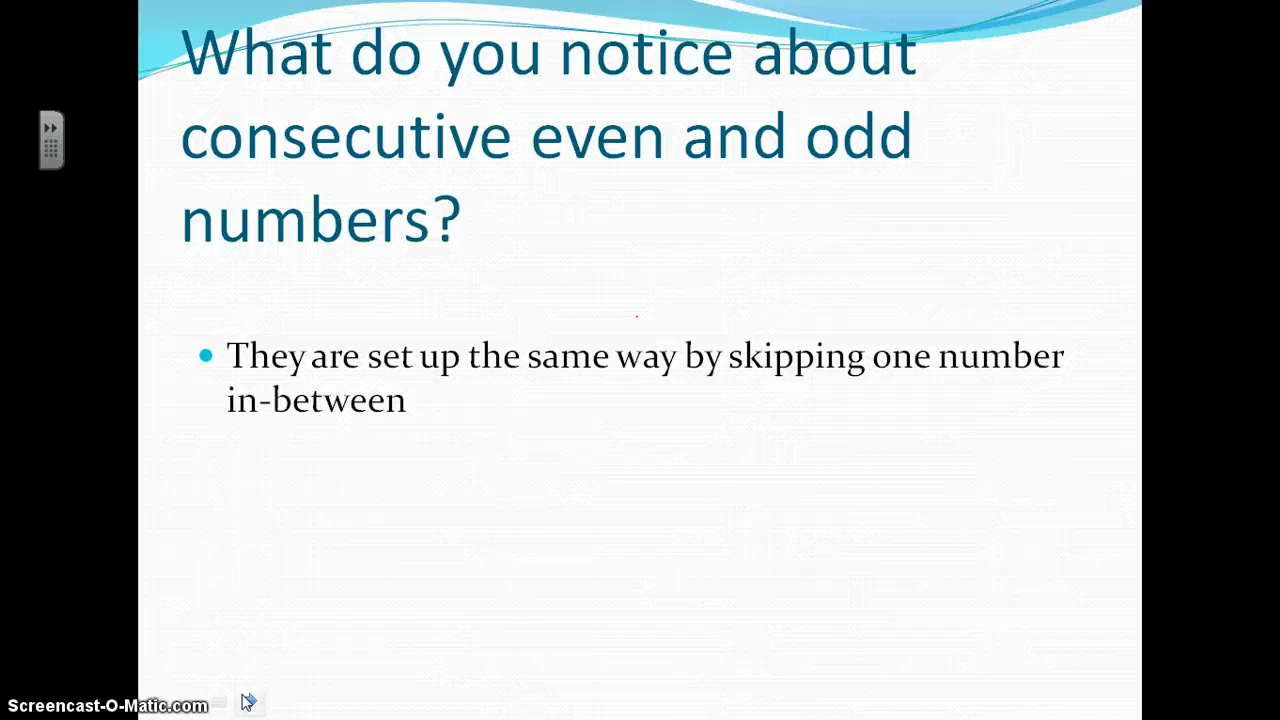 What do you notice about
consecutive even and odd
numbers?
They are set up the same way by skipping one number
in-between
Screencast-O-Matic.com